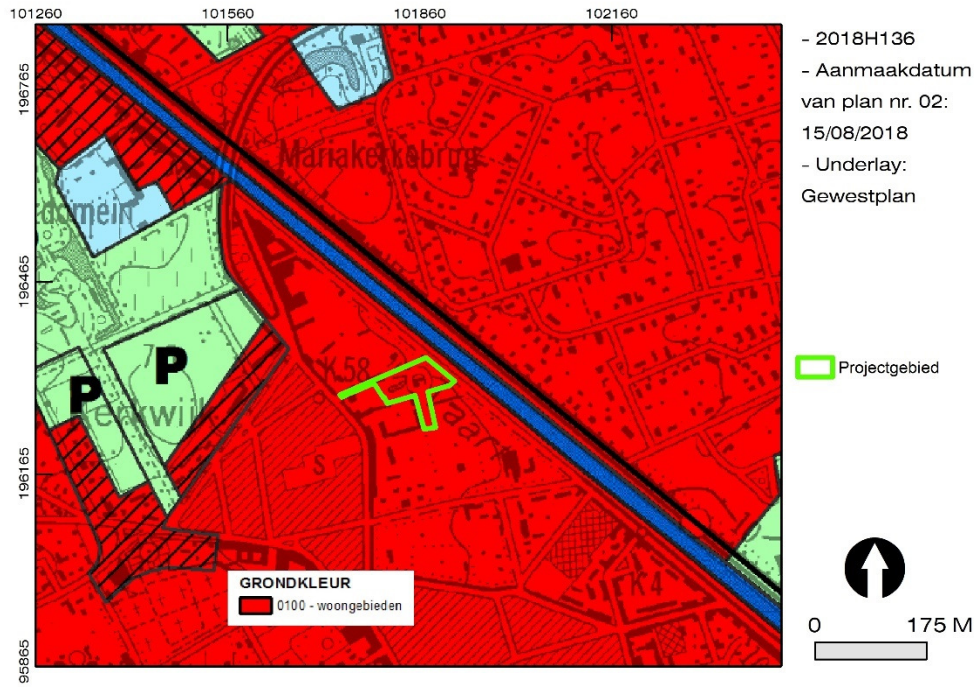 101260 101560 101860 102160
196765
196465
196165
95865
Mariakerkebrug
domein
P
P
K58
S
K4
GRONDKLEUR
0100 - woongebieden
- 2018H136
- Aanmaakdatum
van plan nr. 02:
15/08/2018
- Underlay:
Gewestplan
Projectgebied
0 175 M